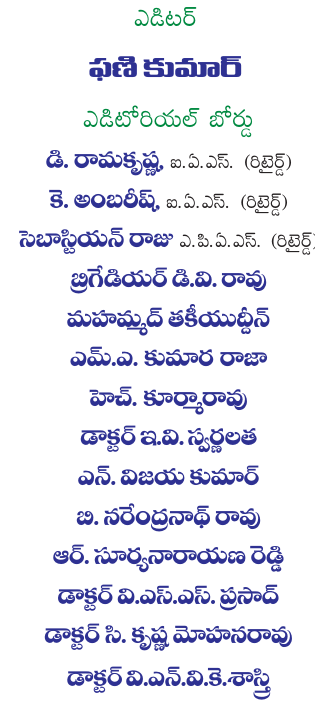 ఎడిటర్
ఫణి కుమార్
ఎడిటోరియల్ బోర్డు
డి. రామకృష్ణ, ఐ.ఏ.ఎస్. (రిటైర్డ్)
కె. అంబరీష్, ఐ.ఏ.ఎస్. (రిటైర్డ్)
సెబాస్టియన్ రాజు ఎ.పి.ఏ.ఎస్. (రిటైర్డ్)
బ్రిగేడియర్ డి.వి. రావు
మహమ్మద్ తకీయుద్దీన్
ఎమ్.ఎ. కుమార రాజా
హెచ్. కూర్మారావు
డాక్టర్ ఇ.వి. స్వర్ణలత
ఎన్. విజయ కుమార్
బి. నరేంద్రనాథ్ రావు
ఆర్. సూర్యనారాయణ రెడ్డి
డాక్టర్ వి.ఎస్.ఎస్. ప్రసాద్
డాక్టర్ సి. కృష్ణ మోహనరావు
డాక్టర్ వి.ఎన్.వి.కె.శాస్త్రి